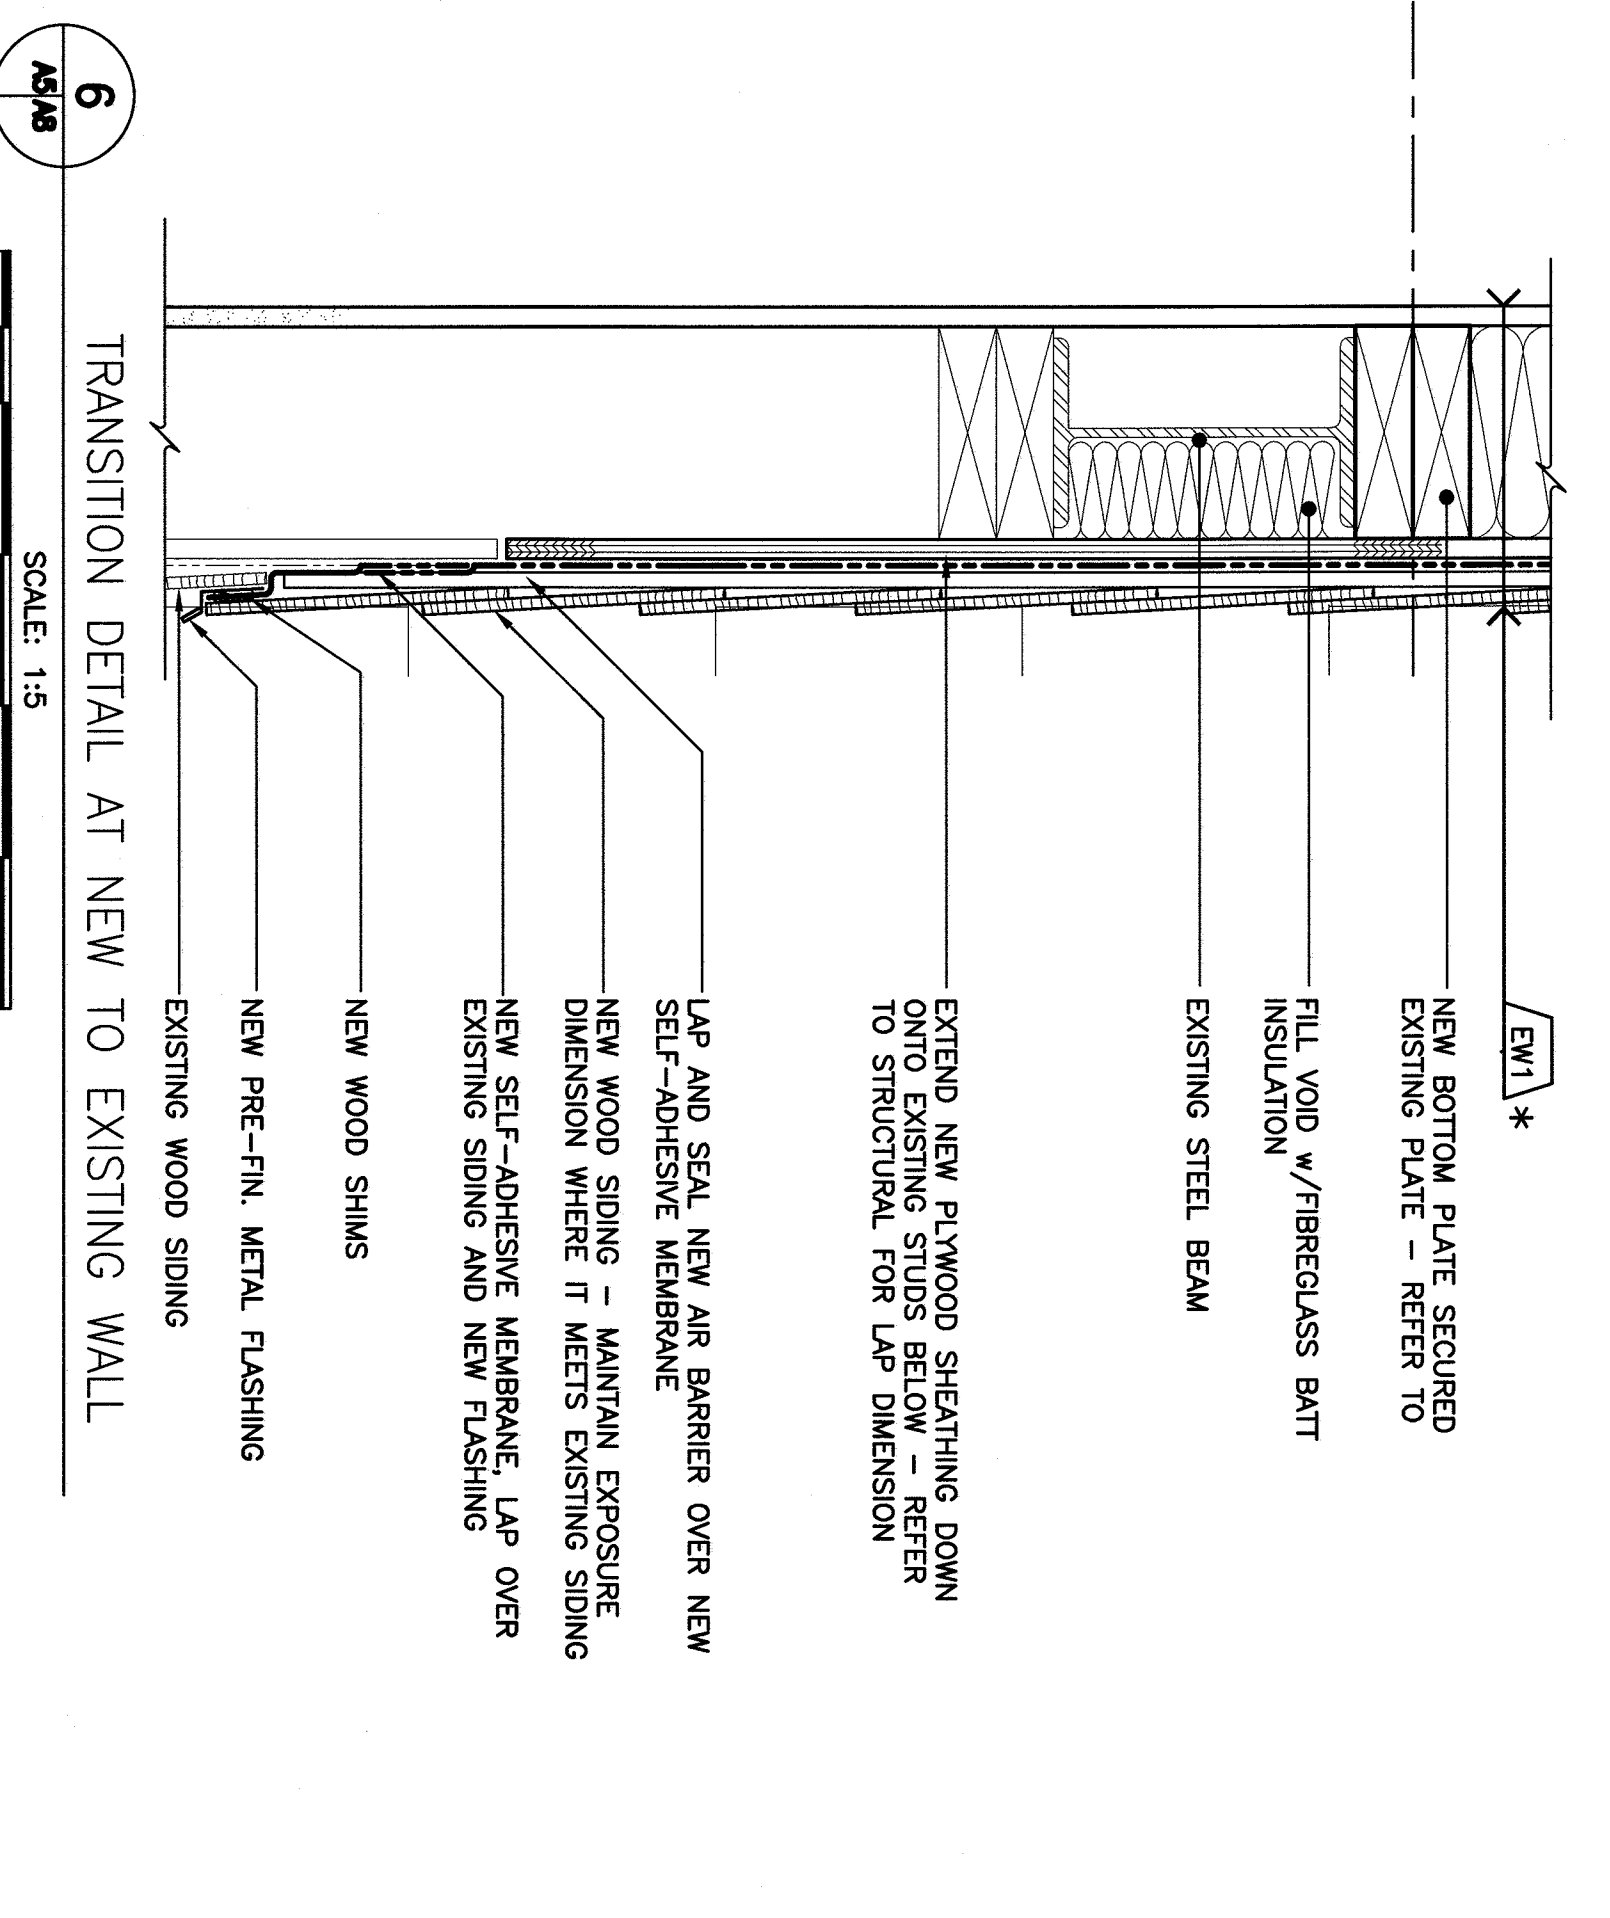 EW1 *
NEW BOTTOM PLATE SECURED
EXISTING PLATE – REFER TO
FILL VOID w/FIBREGLASS BATT
INSULATION
EXISTING STEEL BEAM
EXTEND NEW PLYWOOD SHEATHING DOWN
ONTO EXISTING STUDS BELOW – REFER
TO STRUCTURAL FOR LAP DIMENSION
LAP AND SEAL NEW AIR BARRIER OVER NEW
SELF–ADHESIVE MEMBRANE
NEW WOOD SIDING – MAINTAIN EXPOSURE
DIMENSION WHERE IT MEETS EXISTING SIDING
NEW SELF–ADHESIVE MEMBRANE, LAP OVER
EXISTING SIDING AND NEW FLASHING
NEW WOOD SHIMS
NEW PRE–FIN. METAL FLASHING
EXISTING WOOD SIDING
6
A5 A8
TRANSITION DETAIL AT NEW TO EXISTING WALL
SCALE: 1:5